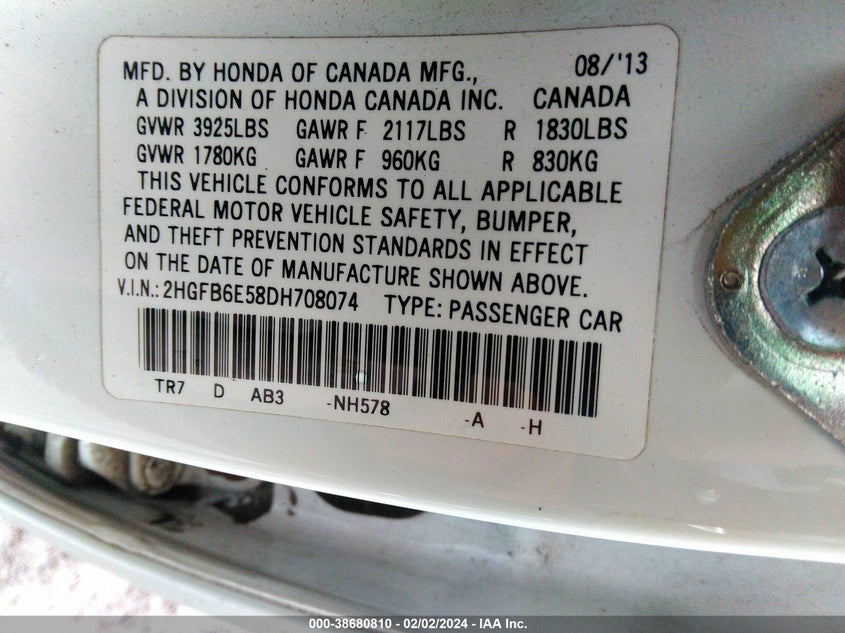 MFD. BY HONDA OF CANADA MFG., 08/'13
A DIVISION OF HONDA CANADA INC. CANADA
GVWR 3925LBS GAWR F 2117LBS R 1830LBS
GVWR 1780KG GAWR F 960KG R 830KG
THIS VEHICLE CONFORMS TO ALL APPLICABLE
FEDERAL MOTOR VEHICLE SAFETY, BUMPER,
AND THEFT PREVENTION STANDARDS IN EFFECT
ON THE DATE OF MANUFACTURE SHOWN ABOVE.
V.I.N.: 2HGFB6E58DH708074 TYPE: PASSENGER CAR
TR7 D AB3 -NH578 -A -H
000-38680810 - 02/02/2024 - IAA Inc.